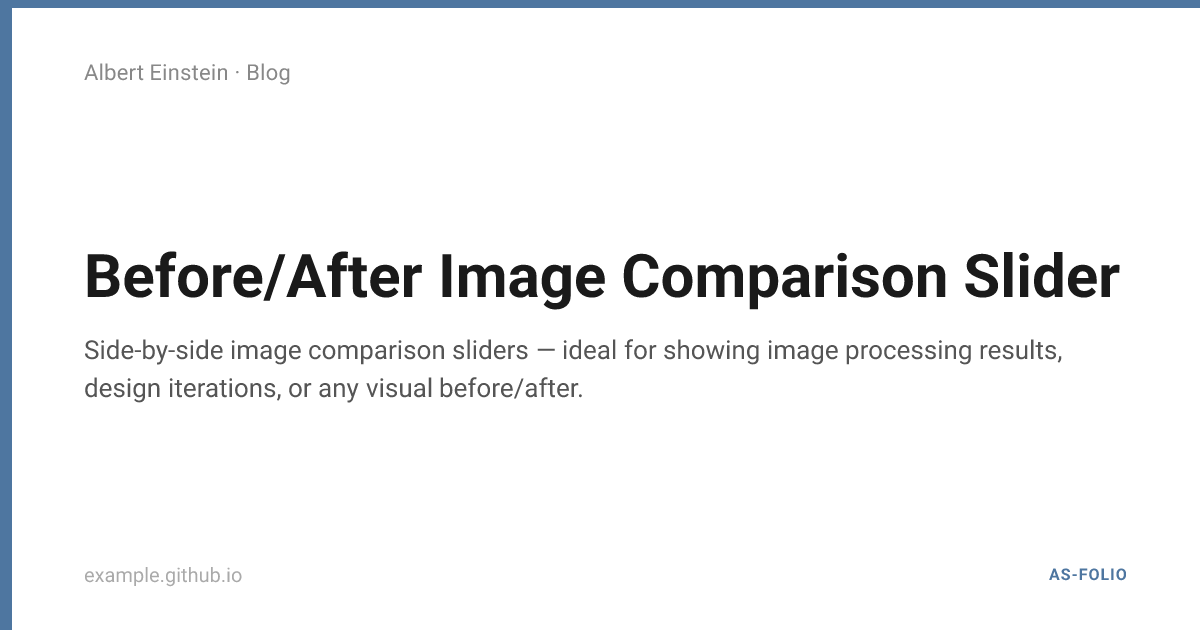 Albert Einstein · Blog
Before/After Image Comparison Slider
Side-by-side image comparison sliders — ideal for showing image processing results,
design iterations, or any visual before/after.
example.github.io
AS-FOLIO